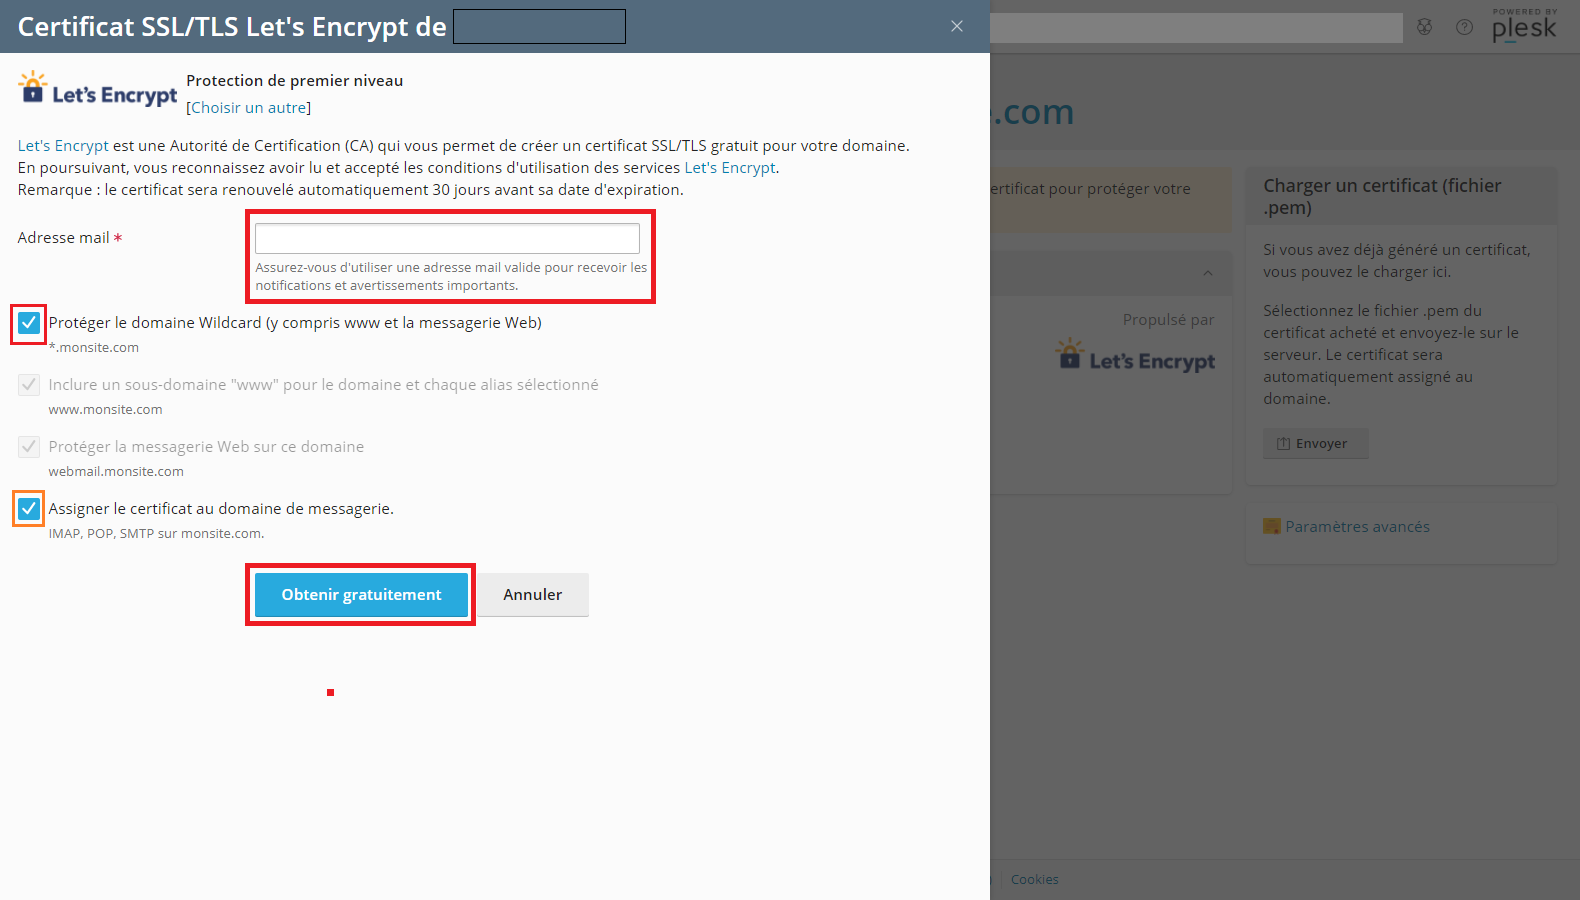 Certificat SSL/TLS Let's Encrypt de
POWERED BY
plesk
Let's Encrypt
Protection de premier niveau
[Choisir un autre]
Let's Encrypt est une Autorité de Certification (CA) qui vous permet de créer un certificat SSL/TLS gratuit pour votre domaine.
En poursuivant, vous reconnaissez avoir lu et accepté les conditions d'utilisation des services Let's Encrypt.
Remarque : le certificat sera renouvelé automatiquement 30 jours avant sa date d'expiration.
Adresse mail *
Assurez-vous d'utiliser une adresse mail valide pour recevoir les
notifications et avertissements importants.
Protéger le domaine Wildcard (y compris www et la messagerie Web)
*.monsite.com
Inclure un sous-domaine "www" pour le domaine et chaque alias sélectionné
www.monsite.com
Protéger la messagerie Web sur ce domaine
webmail.monsite.com
Assigner le certificat au domaine de messagerie.
IMAP, POP, SMTP sur monsite.com.
Obtenir gratuitement
Annuler
.com
ertificat pour protéger votre
Propulsé par
Let's Encrypt
Charger un certificat (fichier
.pem)
Si vous avez déjà généré un certificat,
vous pouvez le charger ici.
Sélectionnez le fichier .pem du
certificat acheté et envoyez-le sur le
serveur. Le certificat sera
automatiquement assigné au
domaine.
Envoyer
Paramètres avancés
Cookies